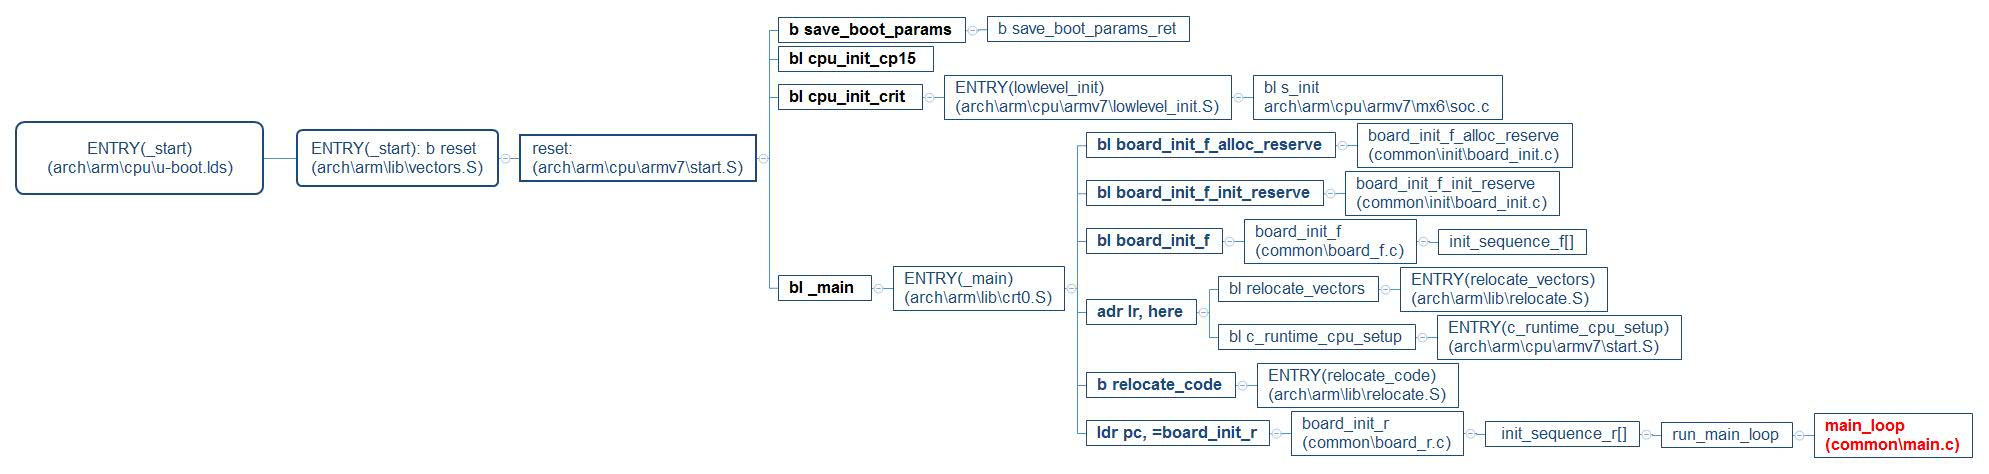 ENTRY(_start)
(arch\arm\cpu\u-boot.lds)
ENTRY(_start): b reset
(arch\arm\lib\vectors.S)
reset:
(arch\arm\cpu\armv7\start.S)
b save_boot_params
b save_boot_params_ret
bl cpu_init_cp15
bl cpu_init_crit
ENTRY(lowlevel_init)
(arch\arm\cpu\armv7\lowlevel_init.S)
bl s_init
arch\arm\cpu\armv7\mx6\soc.c
bl _main
ENTRY(_main)
(arch\arm\lib\crt0.S)
bl board_init_f_alloc_reserve
board_init_f_alloc_reserve
(common\init\board_init.c)
bl board_init_f_init_reserve
board_init_f_init_reserve
(common\init\board_init.c)
bl board_init_f
board_init_f
(common\board_f.c)
init_sequence_f[]
adr lr, here
bl relocate_vectors
ENTRY(relocate_vectors)
(arch\arm\lib\relocate.S)
bl c_runtime_cpu_setup
ENTRY(c_runtime_cpu_setup)
(arch\arm\cpu\armv7\start.S)
b relocate_code
ENTRY(relocate_code)
(arch\arm\lib\relocate.S)
ldr pc, =board_init_r
board_init_r
(common\board_r.c)
init_sequence_r[]
run_main_loop
main_loop
(common\main.c)